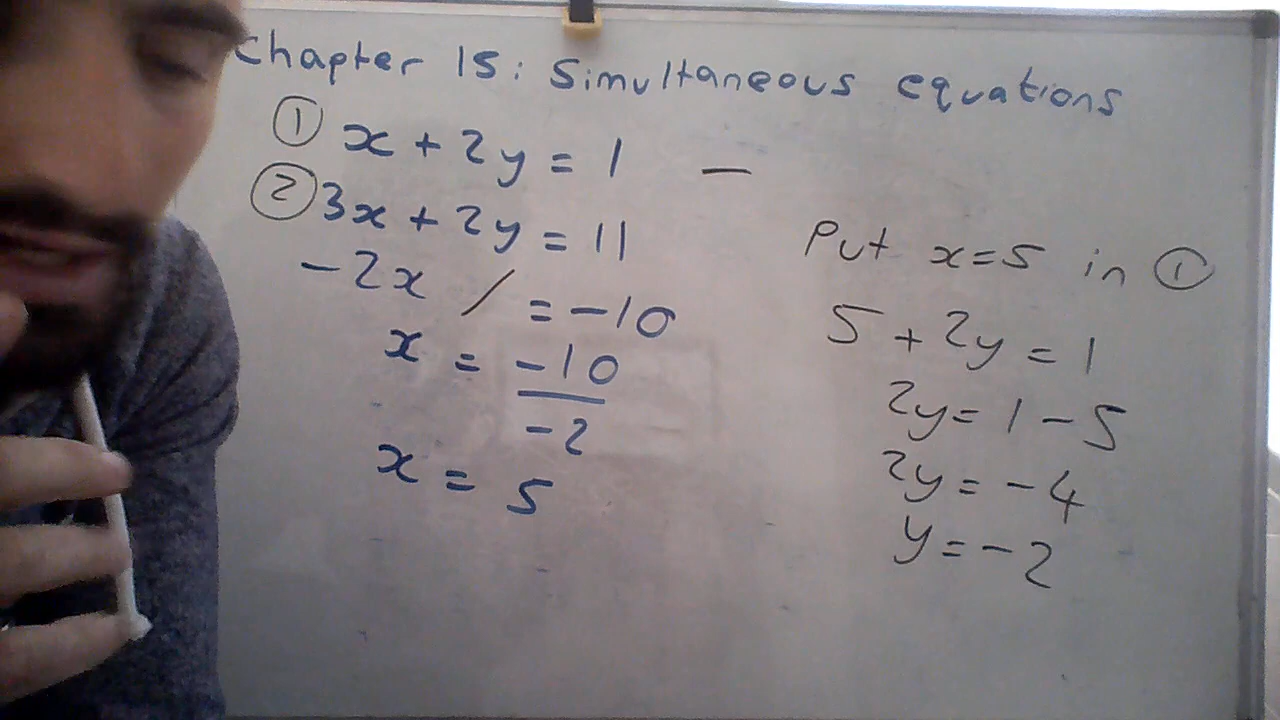 Chapter 15: Simultaneous equations
① x + 2y = 1 —
② 3x + 2y = 11
-2x / = -10
x = -10
-2
x = 5
Put x=5 in ①
5 + 2y = 1
2y = 1 - 5
2y = -4
y = -2